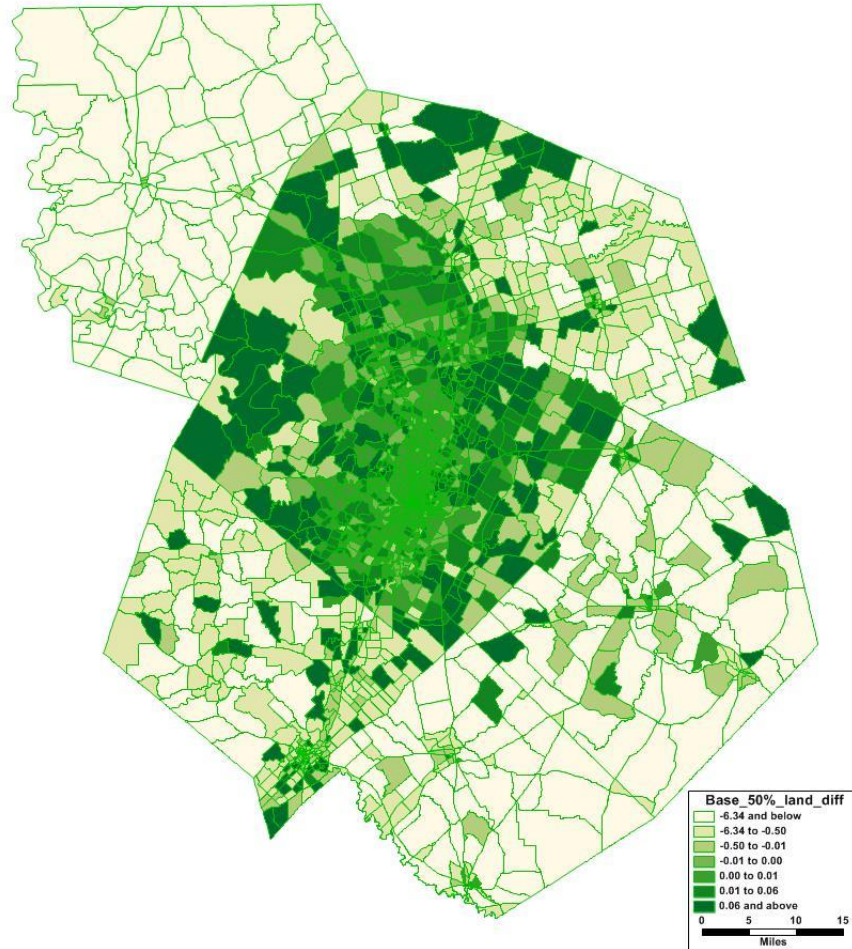 Base_50%_land_diff
-6.34 and below
-6.34 to -0.50
-0.50 to -0.01
-0.01 to 0.00
0.00 to 0.01
0.01 to 0.06
0.06 and above
0 5 10 15
Miles